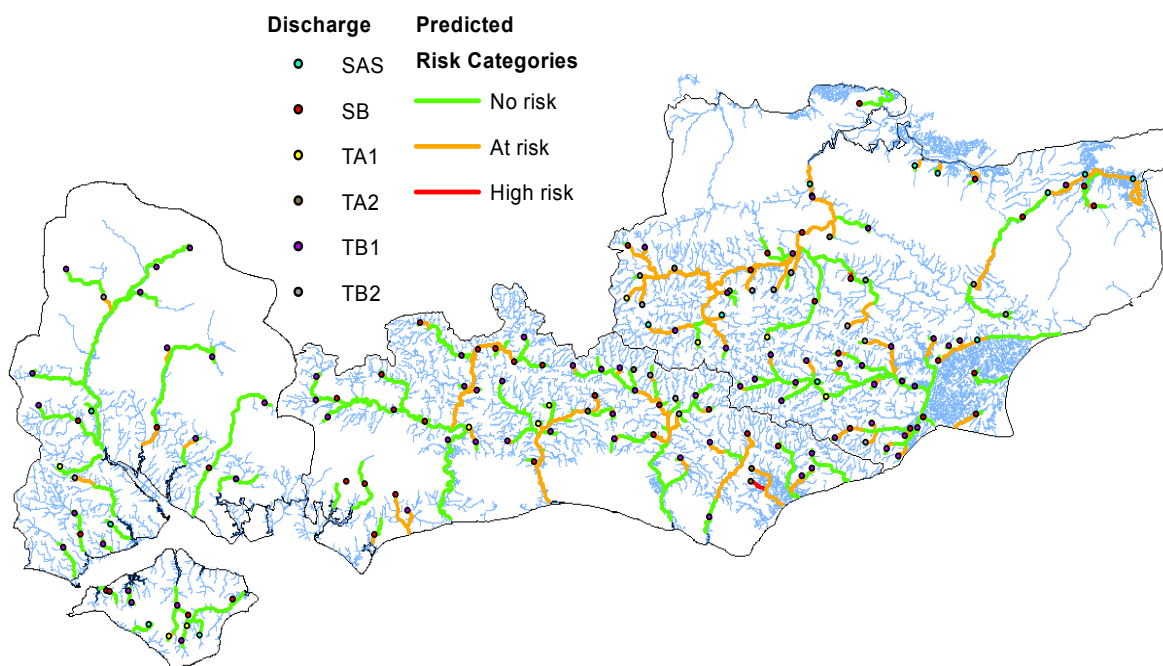 Discharge
SAS
SB
TA1
TA2
TB1
TB2
Predicted
Risk Categories
No risk
At risk
High risk